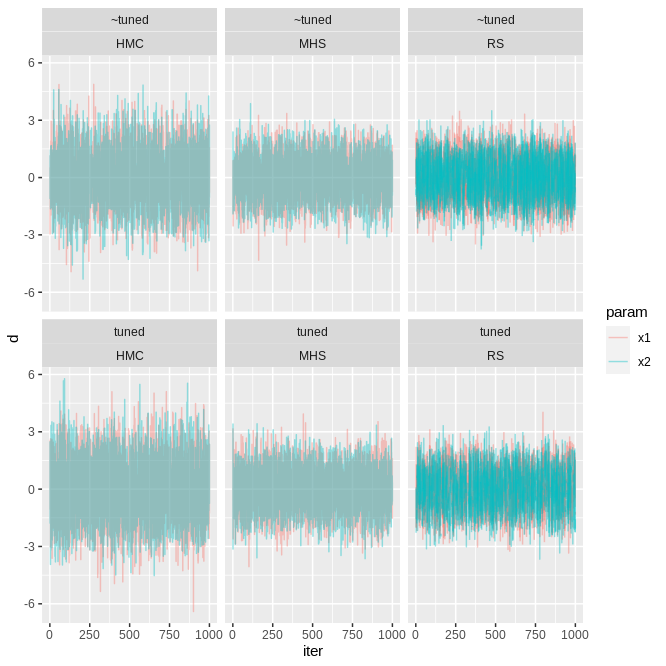 ~tuned ~tuned ~tuned
HMC MHS RS
6
3
0
-3
-6
tuned tuned tuned
HMC MHS RS
6
3
0
-3
-6
d
0 250 500 750 1000 0 250 500 750 1000 0 250 500 750 1000
iter
param
x1
x2